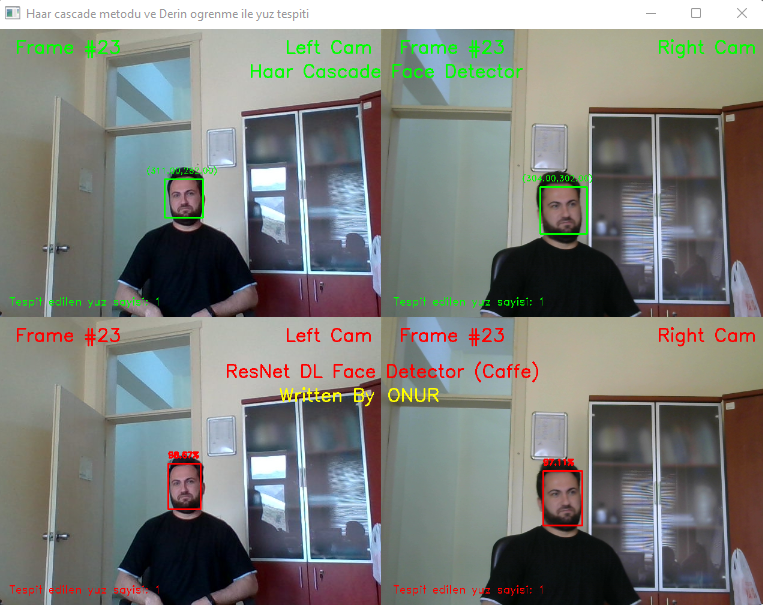 Haar cascade metodu ve Derin ogrenme ile yuz tespiti
Frame #23
Left Cam
Frame #23
Right Cam
Haar Cascade Face Detector
Tespit edilen yuz sayisi: 1
Tespit edilen yuz sayisi: 1
Frame #23
Left Cam
Frame #23
Right Cam
ResNet DL Face Detector (Caffe)
Written By ONUR
97.11%
Tespit edilen yuz sayisi: 1
Tespit edilen yuz sayisi: 1